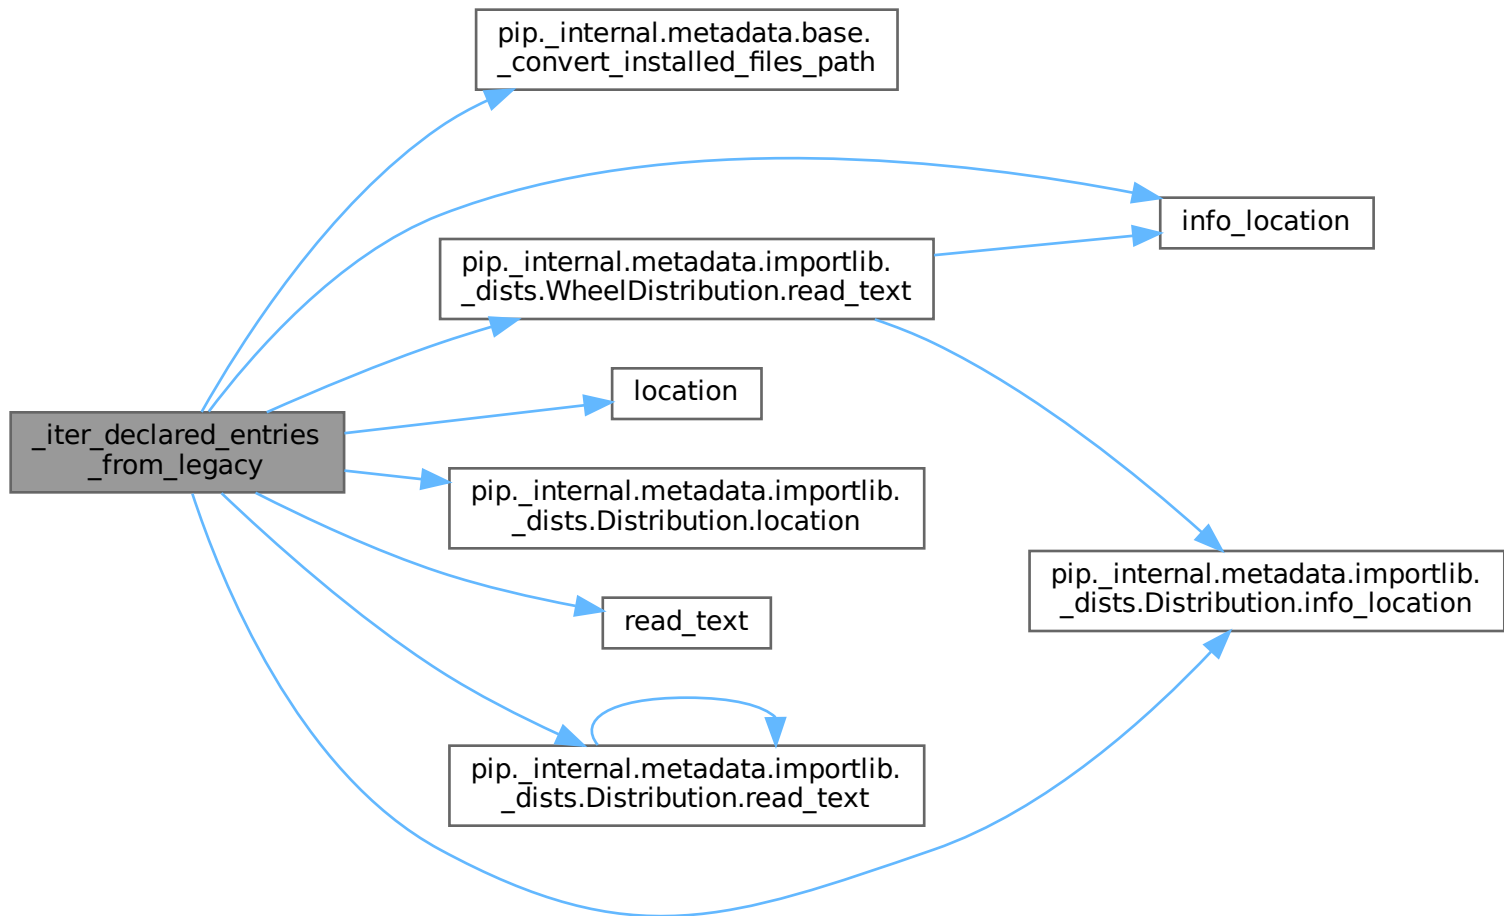 pip._internal.metadata.base.
_convert_installed_files_path
info_location
pip._internal.metadata.importlib.
_dists.WheelDistribution.read_text
location
_iter_declared_entries
_from_legacy
pip._internal.metadata.importlib.
_dists.Distribution.location
pip._internal.metadata.importlib.
_dists.Distribution.info_location
read_text
pip._internal.metadata.importlib.
_dists.Distribution.read_text